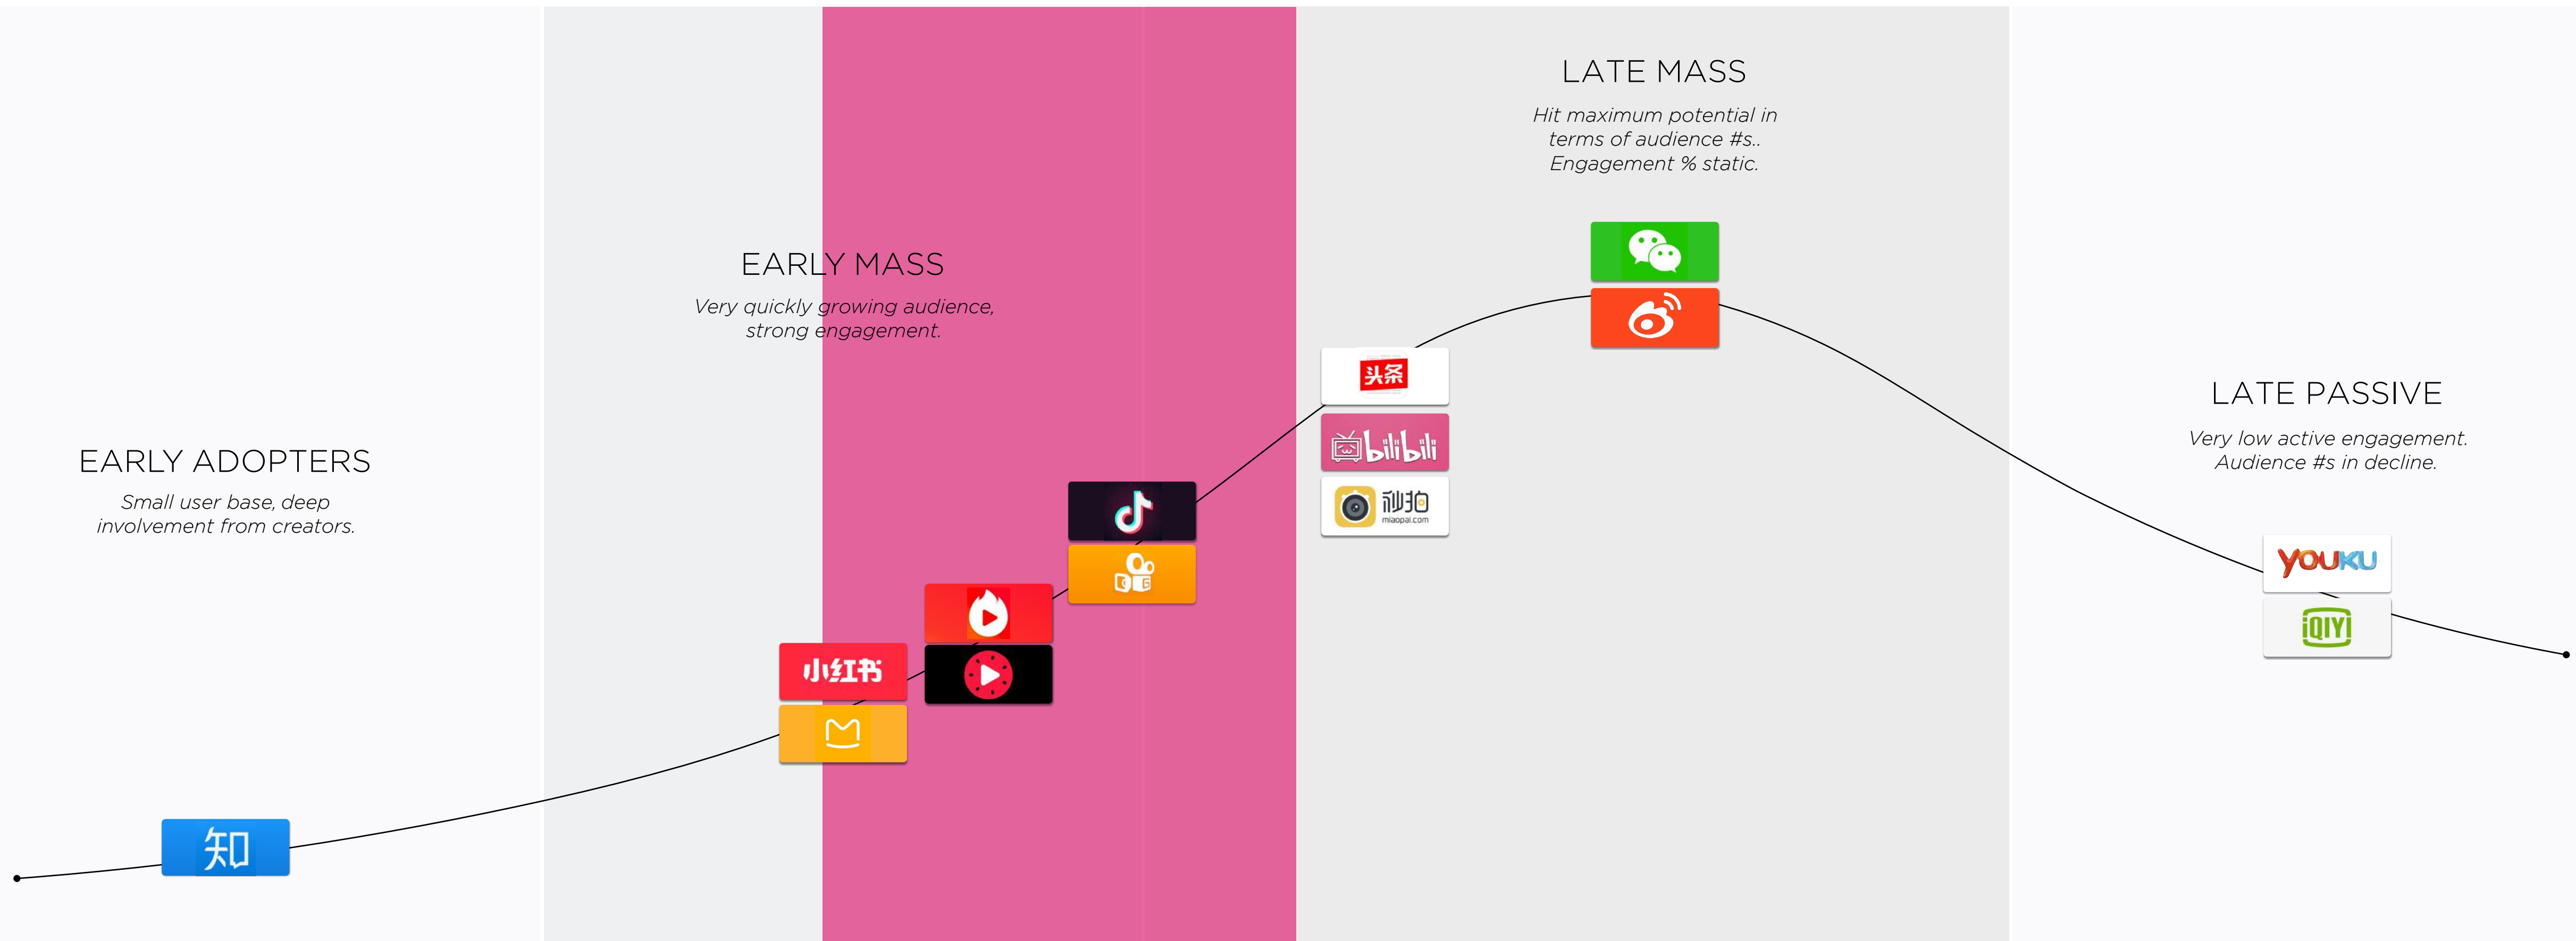 EARLY ADOPTERS
Small user base, deep
involvement from creators.
知
EARLY MASS
Very quickly growing audience,
strong engagement.
小红书
LATE MASS
Hit maximum potential in
terms of audience #s..
Engagement % static.
头条
bilibili
秒拍
miaopai.com
LATE PASSIVE
Very low active engagement.
Audience #s in decline.
YOUKU
iQIYI